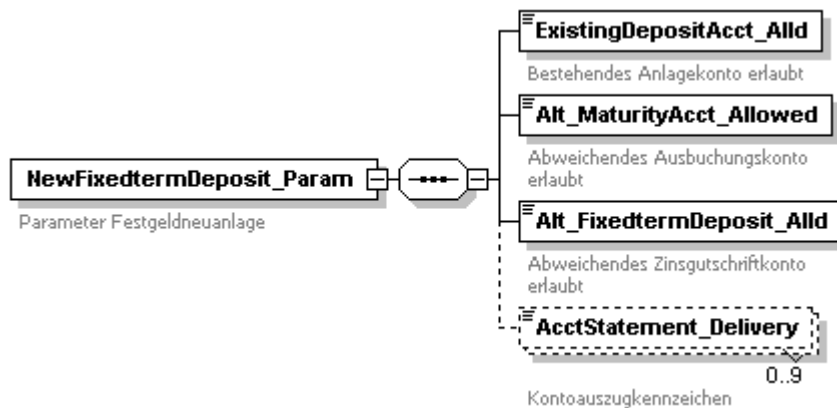 ExistingDepositAcct_Alld
Bestehendes Anlagekonto erlaubt
Alt_MaturityAcct_Allowed
Abweichendes Ausbuchungskonto
erlaubt
NewFixedtermDeposit_Param
Parameter Festgeldneuanlage
Alt_FixedtermDeposit_Alld
Abweichendes Zinsgutschriftkonto
erlaubt
AcctStatement_Delivery
0..9
Kontoauszugkennzeichen